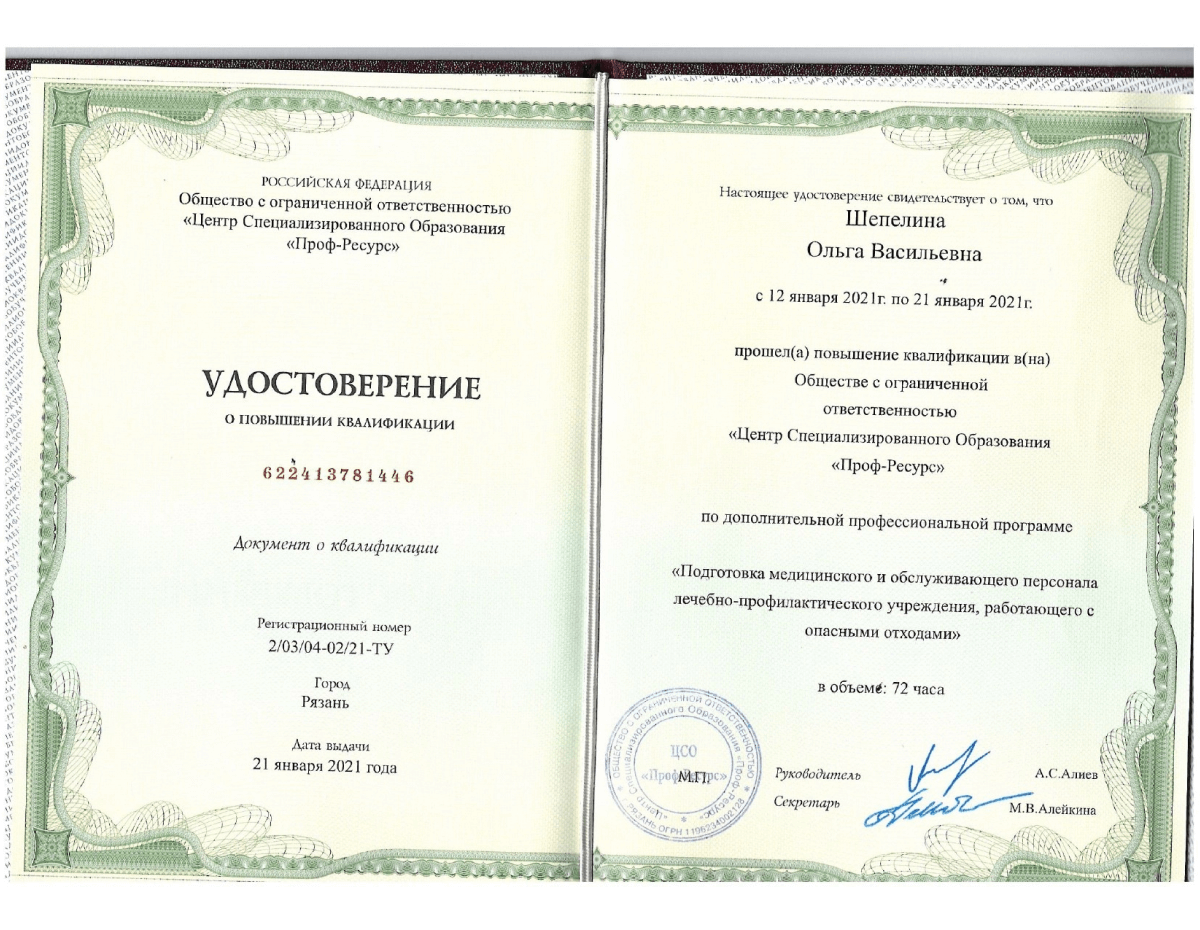 РОССИЙСКАЯ ФЕДЕРАЦИЯ
Общество с ограниченной ответственностью
«Центр Специализированного Образования
«Проф-Ресурс»
УДОСТОВЕРЕНИЕ
О ПОВЫШЕНИИ КВАЛИФИКАЦИИ
622413781446
Документ о квалификации
Регистрационный номер
2/03/04-02/21-ТУ
Город
Рязань
Дата выдачи
21 января 2021 года
Настоящее удостоверение свидетельствует о том, что
Шепелина
Ольга Васильевна
с 12 января 2021г. по 21 января 2021г.
прошел(а) повышение квалификации в(на)
Обществе с ограниченной
ответственностью
«Центр Специализированного Образования
«Проф-Ресурс»
по дополнительной профессиональной программе
«Подготовка медицинского и обслуживающего персонала
лечебно-профилактического учреждения, работающего с
опасными отходами»
в объеме: 72 часа
ОБЩЕСТВО С ОГРАНИЧЕННОЙ ОТВЕТСТВЕННОСТЬЮ
«Центр Специализированного Образования «Проф-Ресурс»
ЦСО
«Проф-Ресурс»
М.П.
Руководитель
А.С.Алиев
Секретарь
М.В.Алейкина